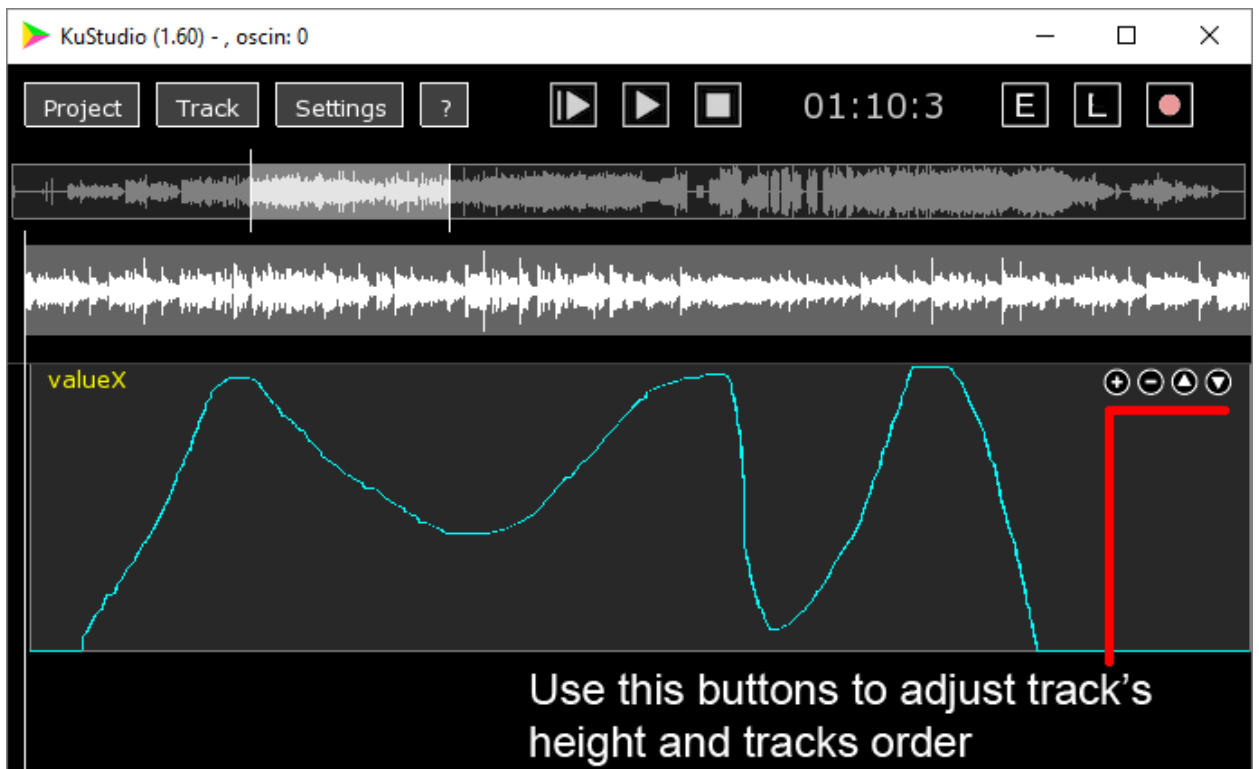 KuStudio (1.60) - , oscin: 0
Project Track Settings ? 01:10:3 E L
valueX
Use this buttons to adjust track’s
height and tracks order